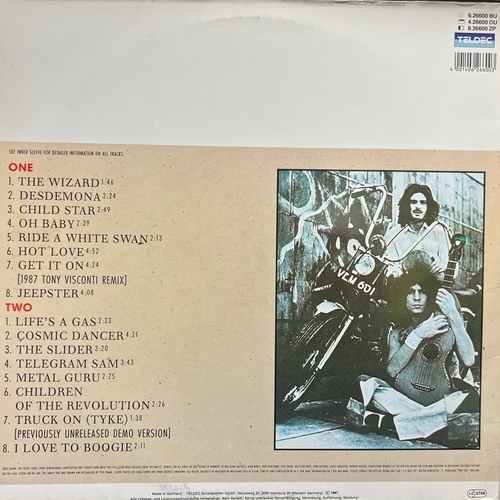 6.26600 BU
4.26600 OU
8.26600 ZP
TELDEC
4 001406 266003
SEE INNER SLEEVE FOR DETAILED INFORMATION ON ALL TRACKS.
ONE
1. THE WIZARD 1:46
2. DESDEMONA 2:24
3. CHILD STAR 2:49
4. OH BABY 2:39
5. RIDE A WHITE SWAN 2:13
6. HOT LOVE 4:52
7. GET IT ON 4:24
[1987 TONY VISCONTI REMIX]
8. JEEPSTER 4,08
TWO
1. LIFE'S A GAS 2:23
2. COSMIC DANCER 4:21
3. THE SLIDER 2:20
4. TELEGRAM SAM 3:43
5. METAL GURU 2:25
6. CHILDREN
OF THE REVOLUTION 2:26
7. TRUCK ON (TYKE) 1:38
[PREVIOUSLY UNRELEASED DEMO VERSION]
8. I LOVE TO BOOGIE 2:11
VLM 6D1
Made in Germany